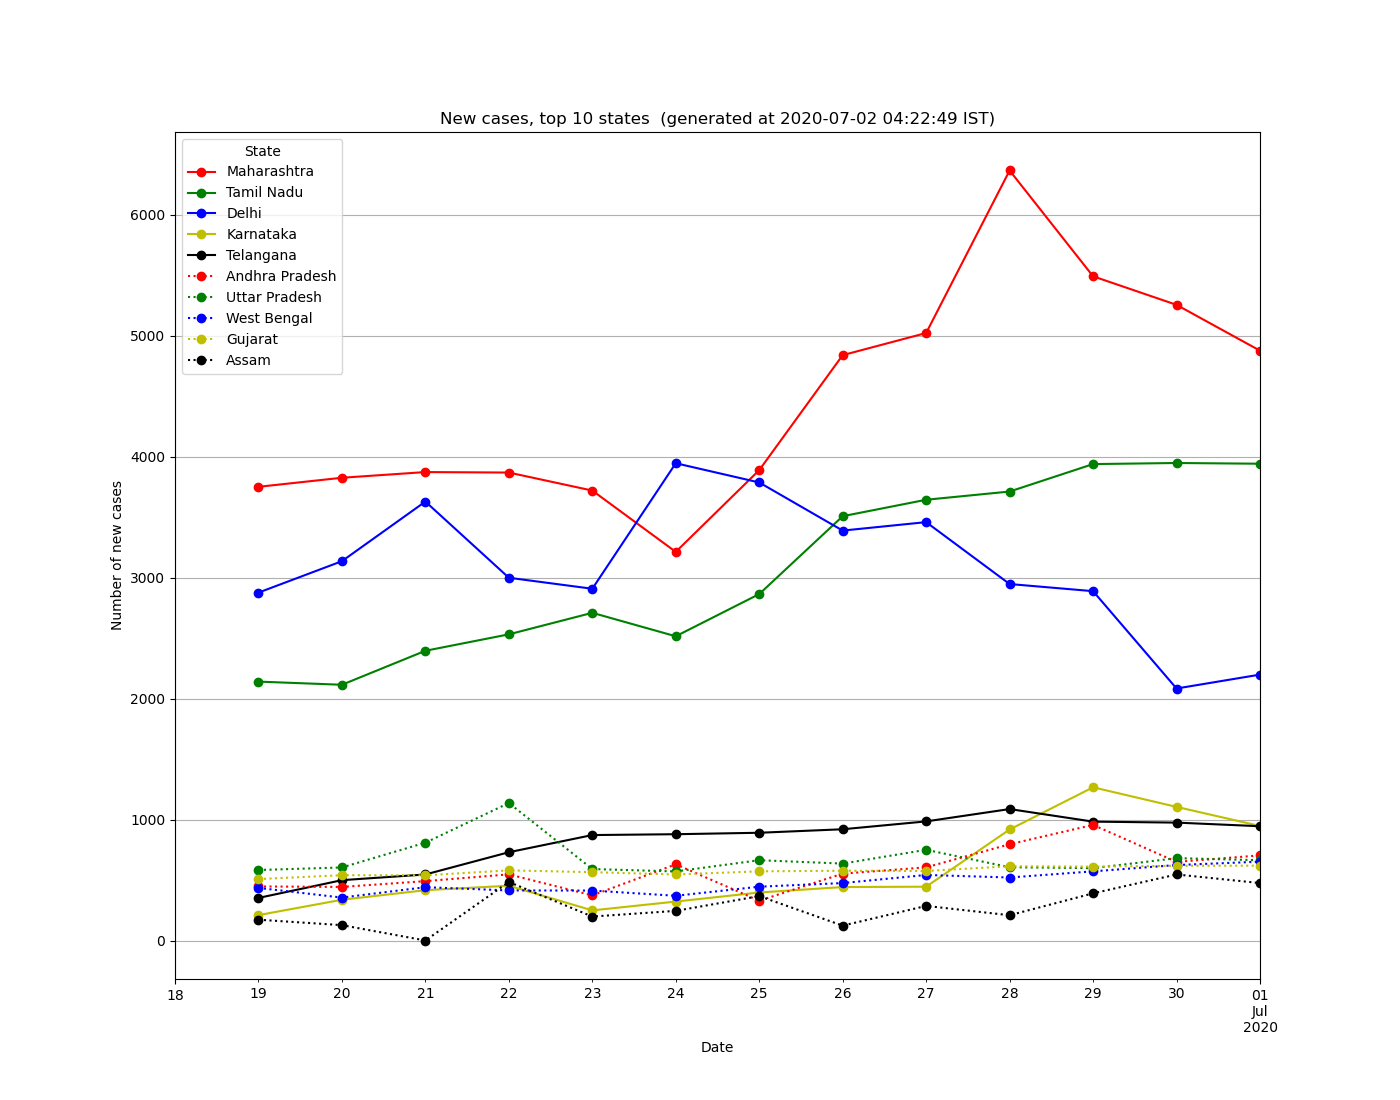 New cases, top 10 states  (generated at 2020-07-02 04:22:49 IST)
State
Maharashtra
Tamil Nadu
Delhi
Karnataka
Telangana
Andhra Pradesh
Uttar Pradesh
West Bengal
Gujarat
Assam
6000
5000
4000
3000
2000
1000
0
Number of new cases
18 19 20 21 22 23 24 25 26 27 28 29 30 01
Jul
2020
Date